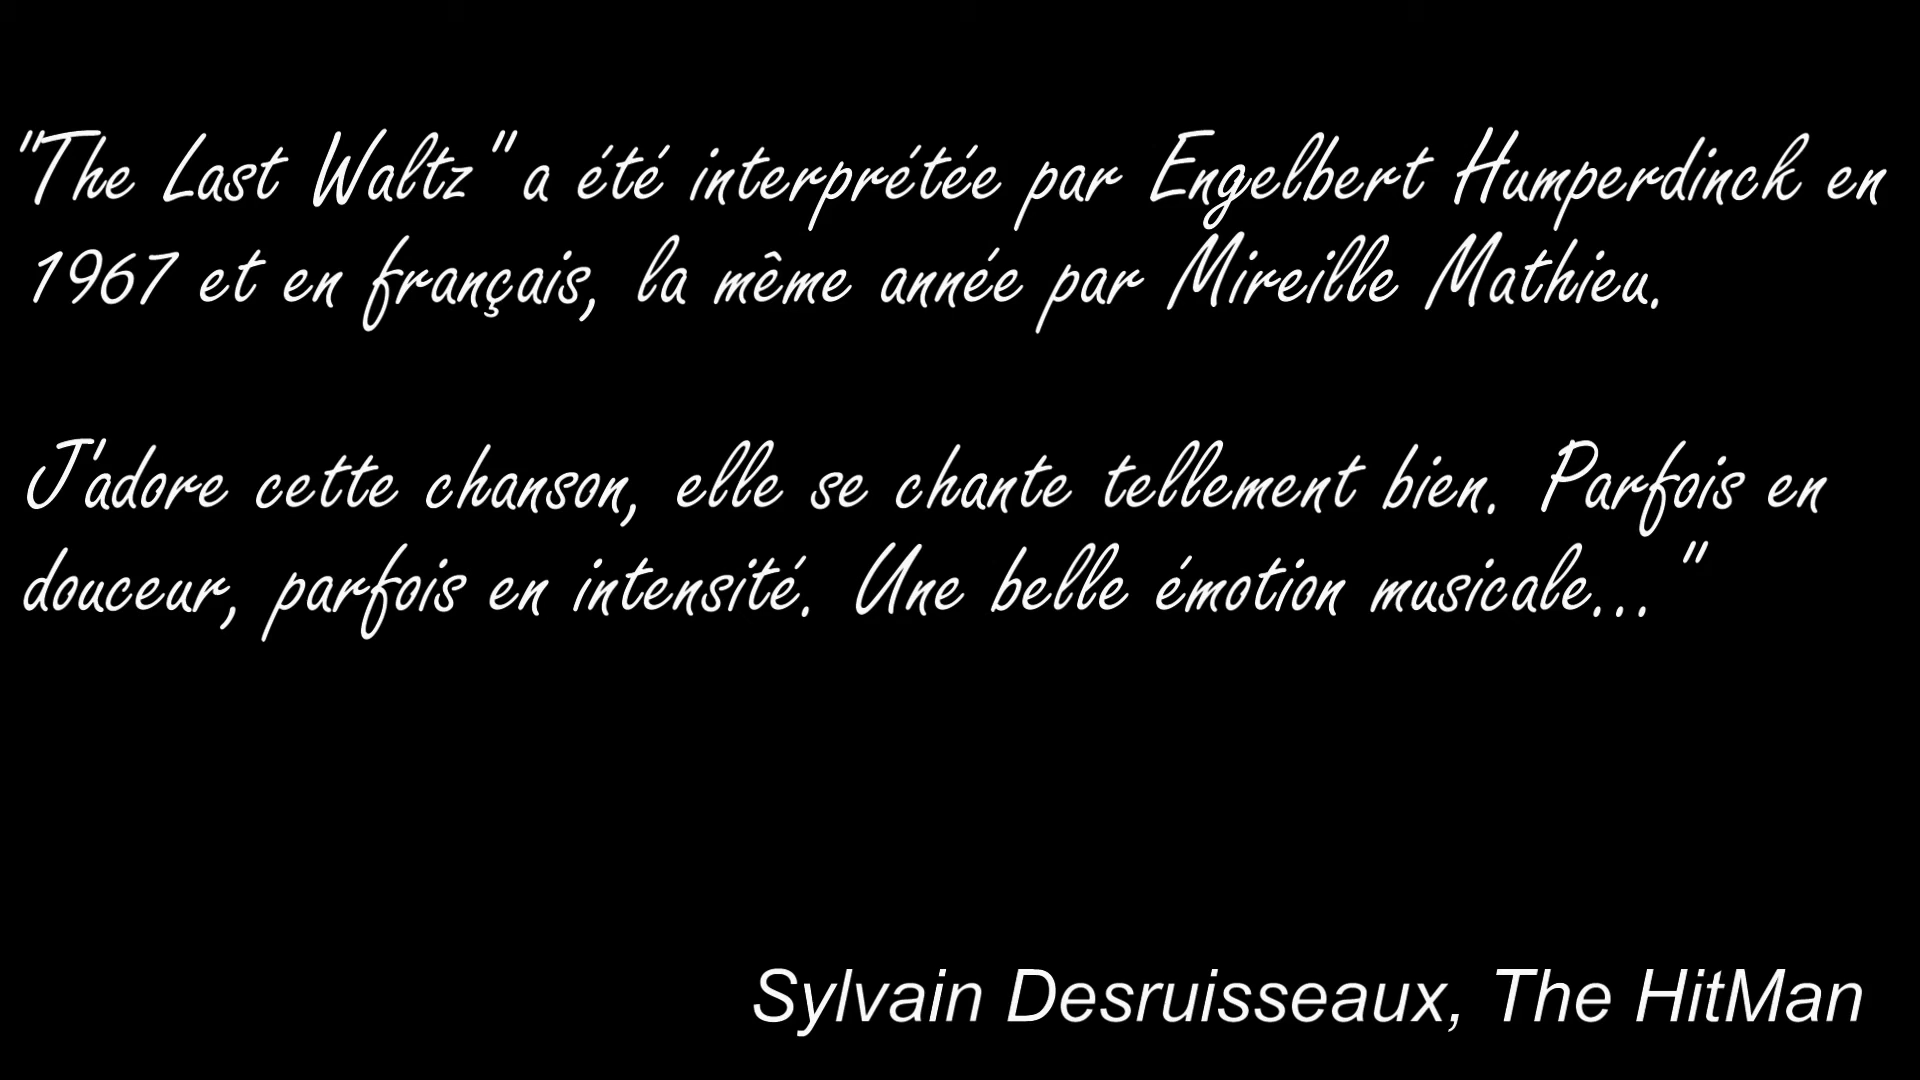 "The Last Waltz" a été interprétée par Engelbert Humperdinck en
1967 et en français, la même année par Mireille Mathieu.
J'adore cette chanson, elle se chante tellement bien. Parfois en
douceur, parfois en intensité. Une belle émotion musicale..."
Sylvain Desruisseaux, The HitMan